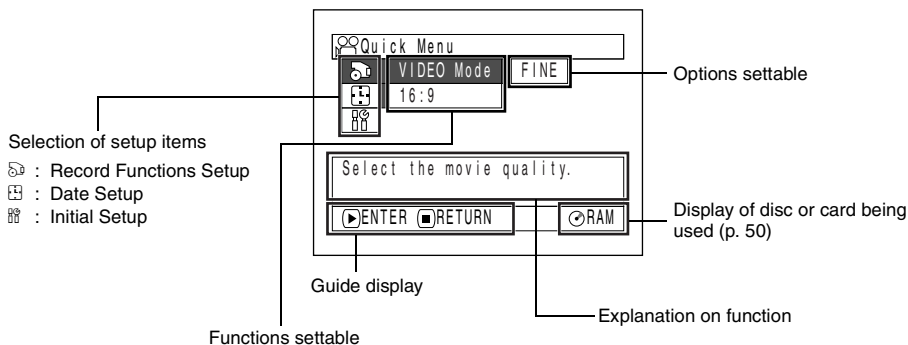 Quick Menu
VIDEO Mode FINE
16:9
Select the movie quality.
ENTER RETURN RAM
Options settable
Selection of setup items
: Record Functions Setup
: Date Setup
: Initial Setup
Display of disc or card being
used (p. 50)
Guide display
Explanation on function
Functions settable